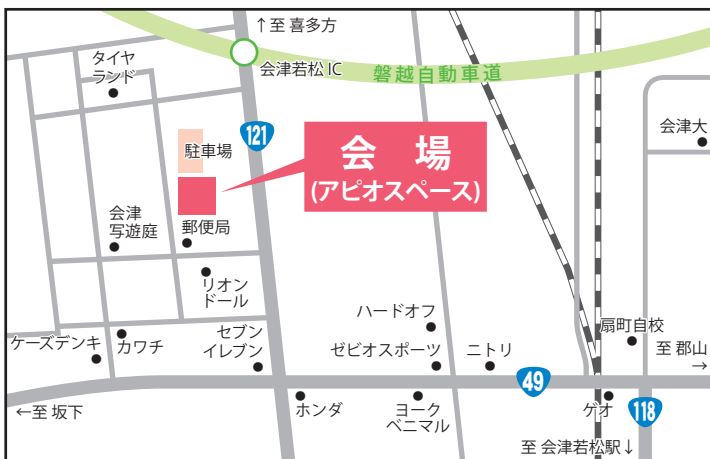 ↑至 喜多方
タイヤ
ランド
会津若松 IC
磐越自動車道
121
会津大
駐車場
会 場
(アピオスペース)
会津
写遊庭
郵便局
リオン
ドール
ハードオフ
扇町自校
ケーズデンキ
カワチ
セブン
イレブン
ゼビオスポーツ
ニトリ
至 郡山
→
49
←至 坂下
ホンダ
ヨーク
ベニマル
ゲオ
118
至 会津若松駅↓